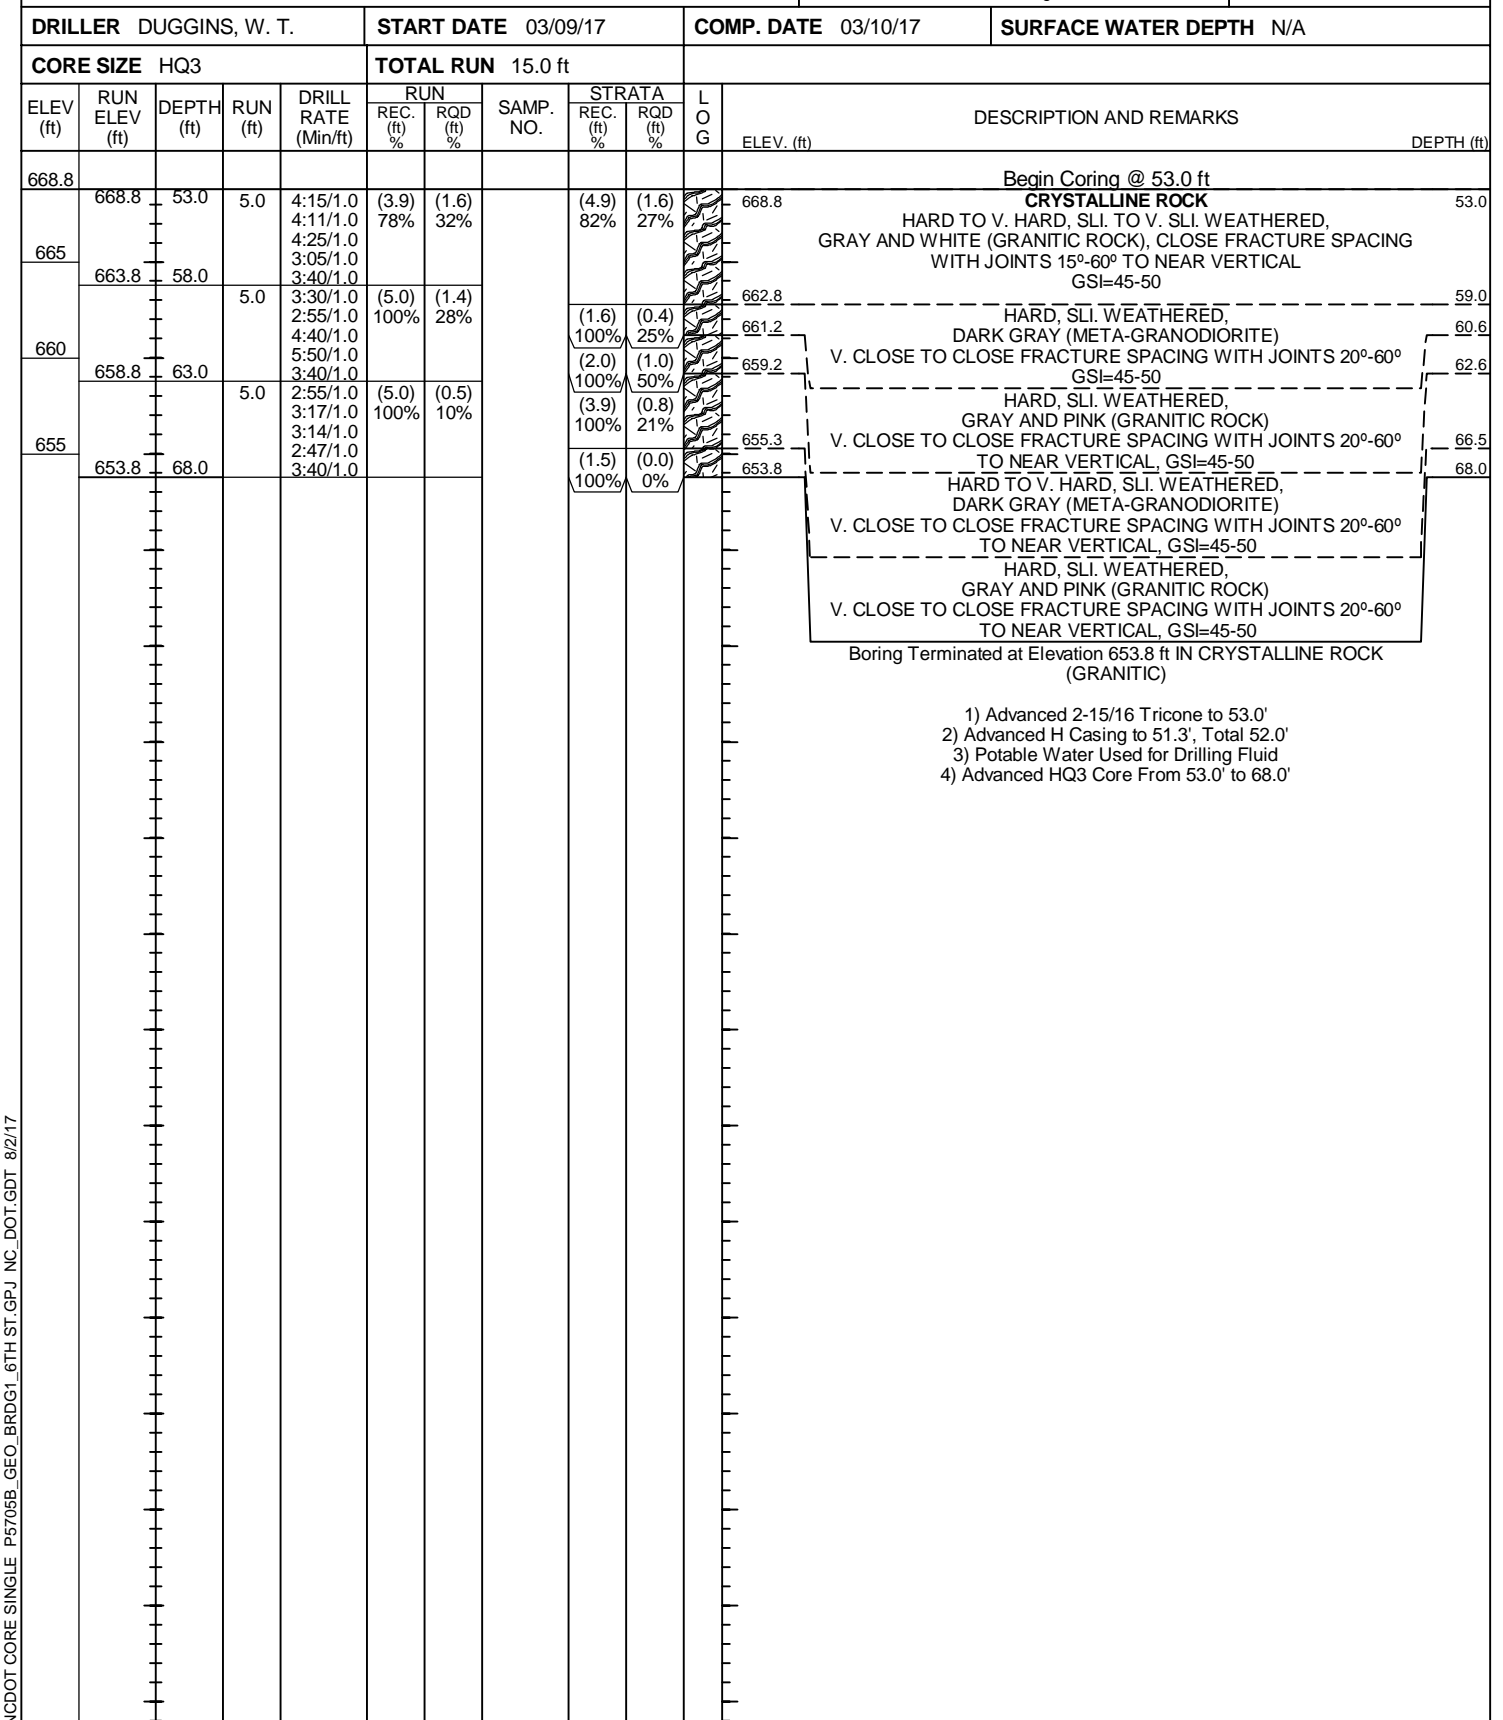 DRILLER DUGGINS, W. T. START DATE 03/09/17 COMP. DATE 03/10/17 SURFACE WATER DEPTH N/A
CORE SIZE HQ3 TOTAL RUN 15.0 ft
ELEV (ft) RUN ELEV (ft) DEPTH (ft) RUN (ft) DRILL RATE (Min/ft) RUN REC. (ft) % RQD (ft) % SAMP. NO. STRATA REC. (ft) % RQD (ft) % LOG DESCRIPTION AND REMARKS
ELEV. (ft) DEPTH (ft)
668.8 Begin Coring @ 53.0 ft
668.8 53.0 5.0 4:15/1.0 (3.9) (1.6) (4.9) (1.6) 668.8 CRYSTALLINE ROCK 53.0
4:11/1.0 78% 32% 82% 27% HARD TO V. HARD, SLI. TO V. SLI. WEATHERED,
4:25/1.0 GRAY AND WHITE (GRANITIC ROCK), CLOSE FRACTURE SPACING
665 3:05/1.0 WITH JOINTS 15º-60º TO NEAR VERTICAL
663.8 58.0 3:40/1.0 GSI=45-50
5.0 3:30/1.0 (5.0) (1.4) 662.8 59.0
2:55/1.0 100% 28% (1.6) (0.4) HARD, SLI. WEATHERED,
4:40/1.0 100% 25% 661.2 DARK GRAY (META-GRANODIORITE) 60.6
660 5:50/1.0 (2.0) (1.0) V. CLOSE TO CLOSE FRACTURE SPACING WITH JOINTS 20º-60º
658.8 63.0 3:40/1.0 100% 50% 659.2 GSI=45-50 62.6
5.0 2:55/1.0 (5.0) (0.5) (3.9) (0.8) HARD, SLI. WEATHERED,
3:17/1.0 100% 10% 100% 21% GRAY AND PINK (GRANITIC ROCK)
655 3:14/1.0 655.3 V. CLOSE TO CLOSE FRACTURE SPACING WITH JOINTS 20º-60º 66.5
2:47/1.0 (1.5) (0.0) TO NEAR VERTICAL, GSI=45-50
653.8 68.0 3:40/1.0 100% 0% 653.8 68.0
HARD TO V. HARD, SLI. WEATHERED,
DARK GRAY (META-GRANODIORITE)
V. CLOSE TO CLOSE FRACTURE SPACING WITH JOINTS 20º-60º
TO NEAR VERTICAL, GSI=45-50
HARD, SLI. WEATHERED,
GRAY AND PINK (GRANITIC ROCK)
V. CLOSE TO CLOSE FRACTURE SPACING WITH JOINTS 20º-60º
TO NEAR VERTICAL, GSI=45-50
Boring Terminated at Elevation 653.8 ft IN CRYSTALLINE ROCK
(GRANITIC)
1) Advanced 2-15/16 Tricone to 53.0'
2) Advanced H Casing to 51.3', Total 52.0'
3) Potable Water Used for Drilling Fluid
4) Advanced HQ3 Core From 53.0' to 68.0'
NCDOT CORE SINGLE P5705B_GEO_BRDG1_6TH ST.GPJ NC_DOT.GDT 8/2/17